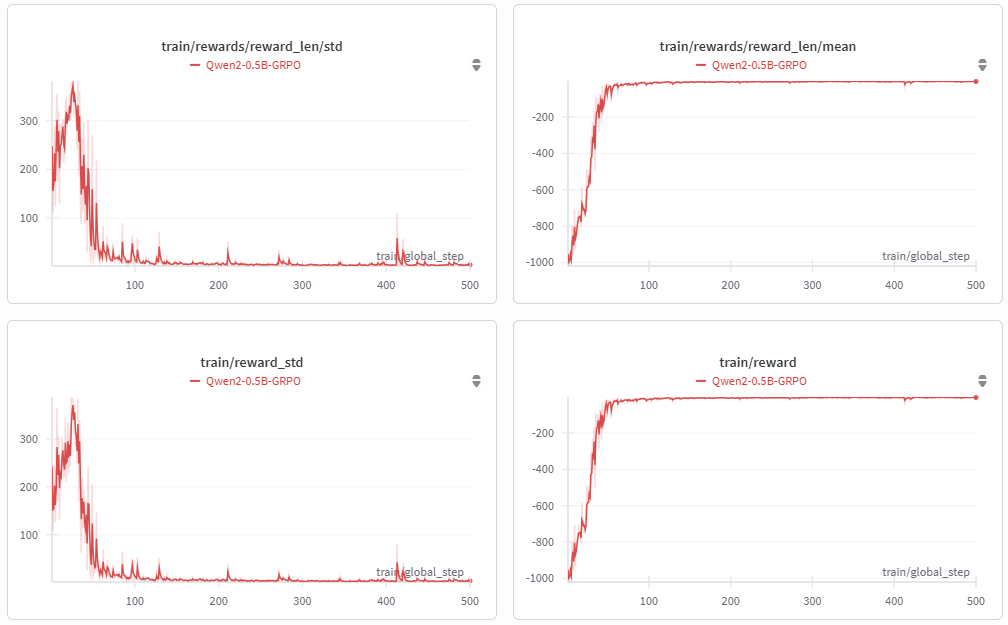 train/rewards/reward_len/std
Qwen2-0.5B-GRPO
300
200
100
train/global_step
100 200 300 400 500
train/rewards/reward_len/mean
Qwen2-0.5B-GRPO
-200
-400
-600
-800
-1000
train/global_step
100 200 300 400 500
train/reward_std
Qwen2-0.5B-GRPO
300
200
100
train/global_step
100 200 300 400 500
train/reward
Qwen2-0.5B-GRPO
-200
-400
-600
-800
-1000
train/global_step
100 200 300 400 500